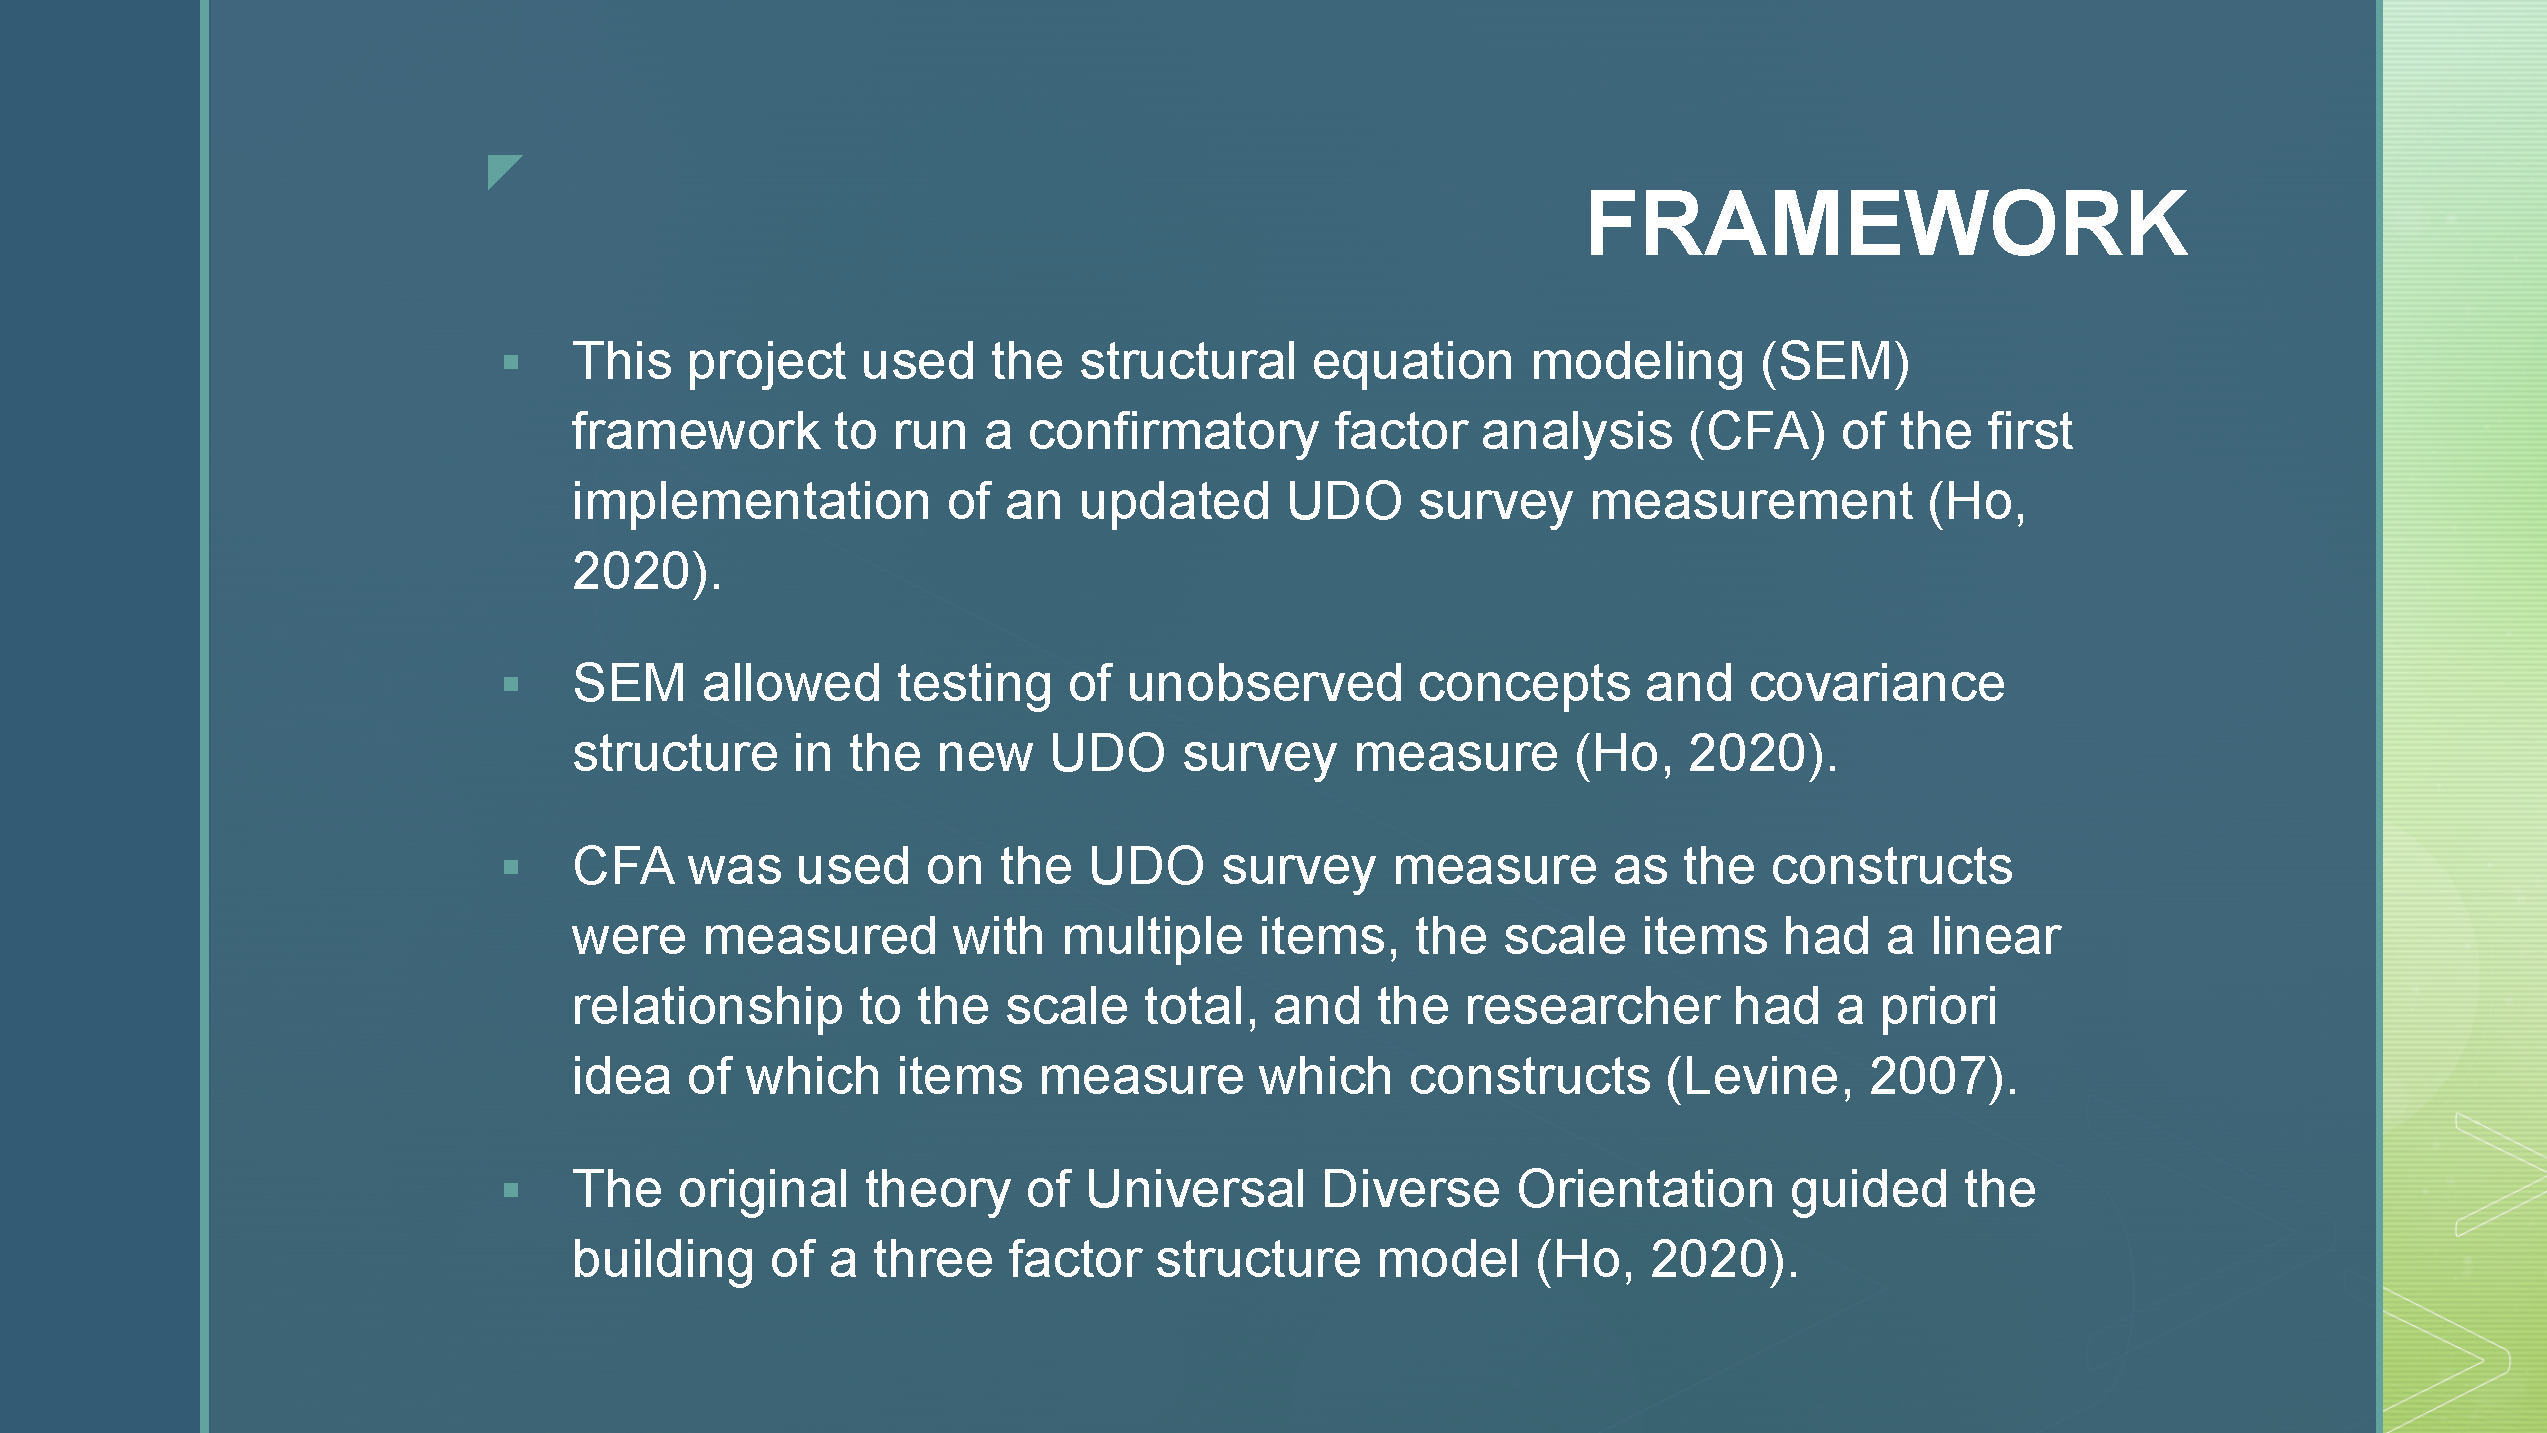 FRAMEWORK
▪ This project used the structural equation modeling (SEM)
framework to run a confirmatory factor analysis (CFA) of the first
implementation of an updated UDO survey measurement (Ho,
2020).
▪ SEM allowed testing of unobserved concepts and covariance
structure in the new UDO survey measure (Ho, 2020).
▪ CFA was used on the UDO survey measure as the constructs
were measured with multiple items, the scale items had a linear
relationship to the scale total, and the researcher had a priori
idea of which items measure which constructs (Levine, 2007).
▪ The original theory of Universal Diverse Orientation guided the
building of a three factor structure model (Ho, 2020).